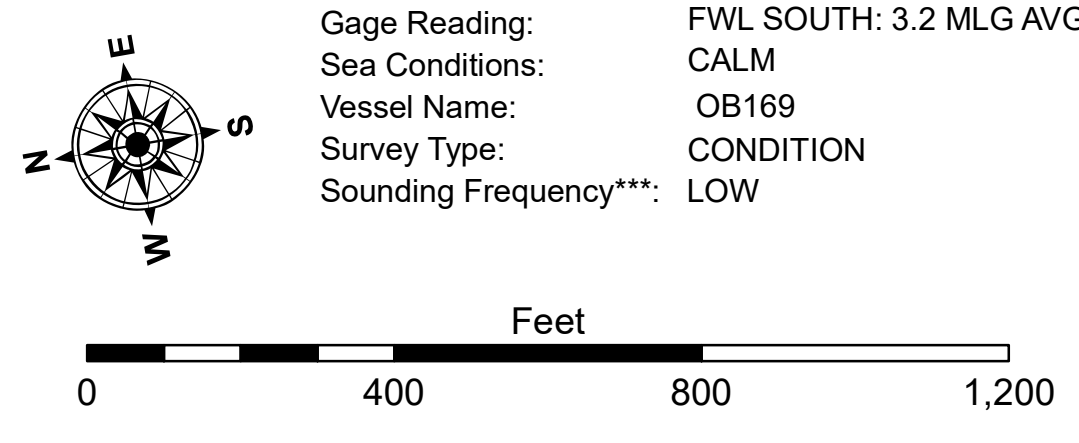 Gage Reading: FWL SOUTH: 3.2 MLG AVG
Sea Conditions: CALM
Vessel Name: OB169
Survey Type: CONDITION
Sounding Frequency***: LOW
E
S
N
W
Feet
0 400 800 1,200